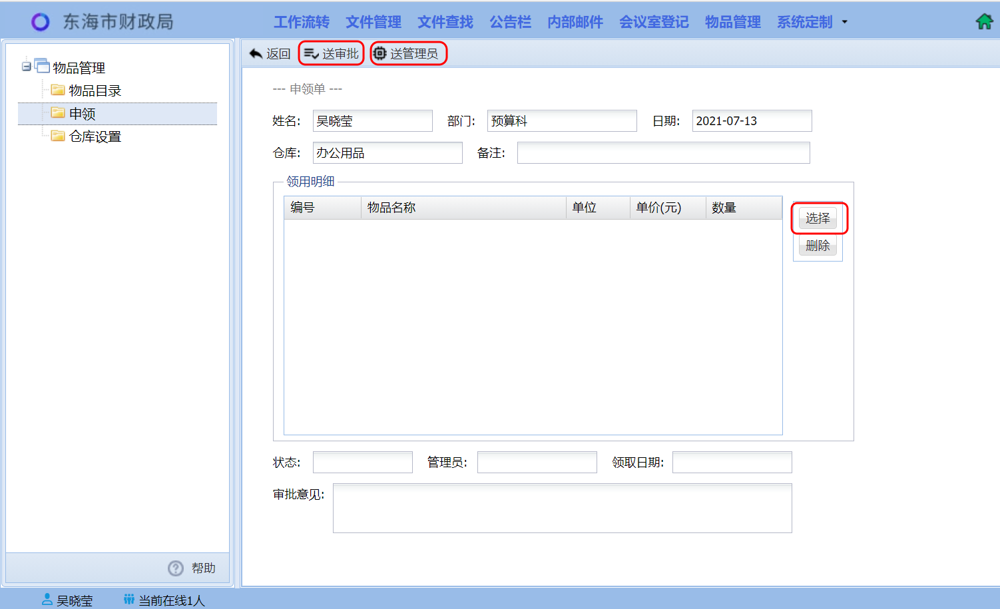 东海市财政局 工作流转 文件管理 文件查找 公告栏 内部邮件 会议室登记 物品管理 系统定制
物品管理
物品目录
申领
仓库设置
帮助
返回 送审批 送管理员
--- 申领单 ---
姓名: 吴晓莹 部门: 预算科 日期: 2021-07-13
仓库: 办公用品 备注:
领用明细
编号 物品名称 单位 单价(元) 数量
选择
删除
状态: 管理员: 领取日期:
审批意见:
吴晓莹 当前在线1人